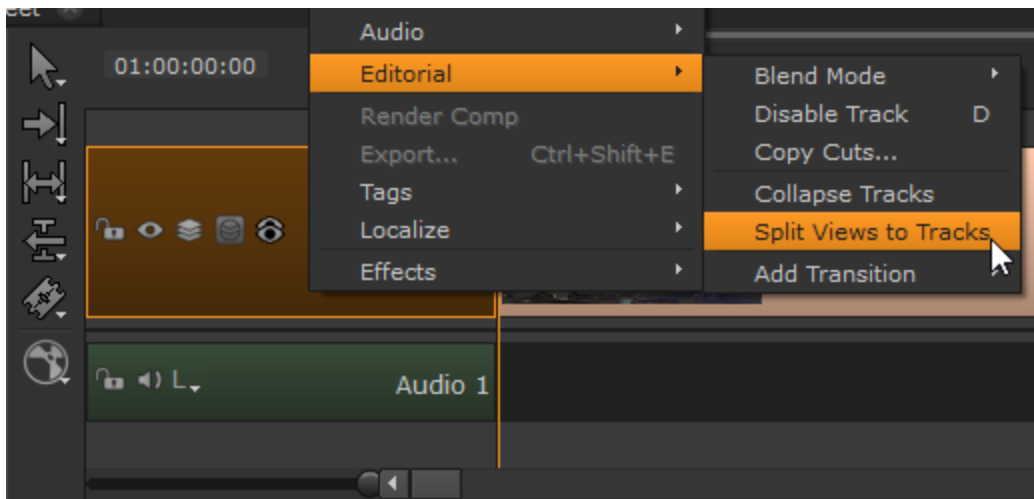 01:00:00:00
Audio
Editorial
Render Comp
Export... Ctrl+Shift+E
Tags
Localize
Effects
Blend Mode
Disable Track D
Copy Cuts...
Collapse Tracks
Split Views to Tracks
Add Transition
L
Audio 1